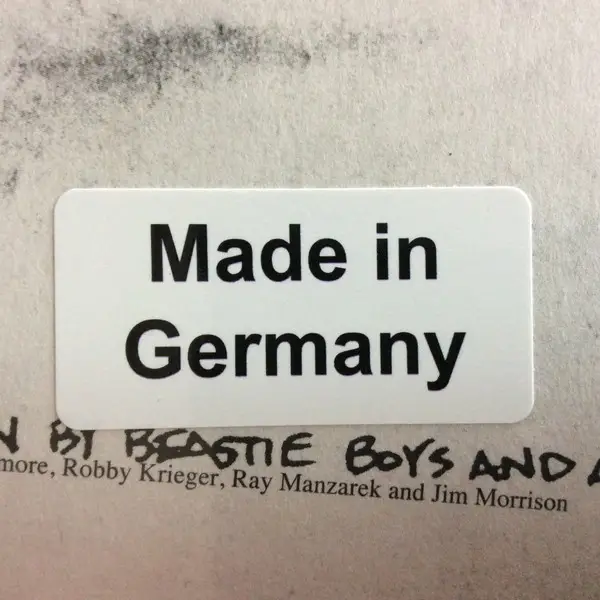 Made in
Germany
BY BEASTIE BOYS AND
more, Robby Krieger, Ray Manzarek and Jim Morrison